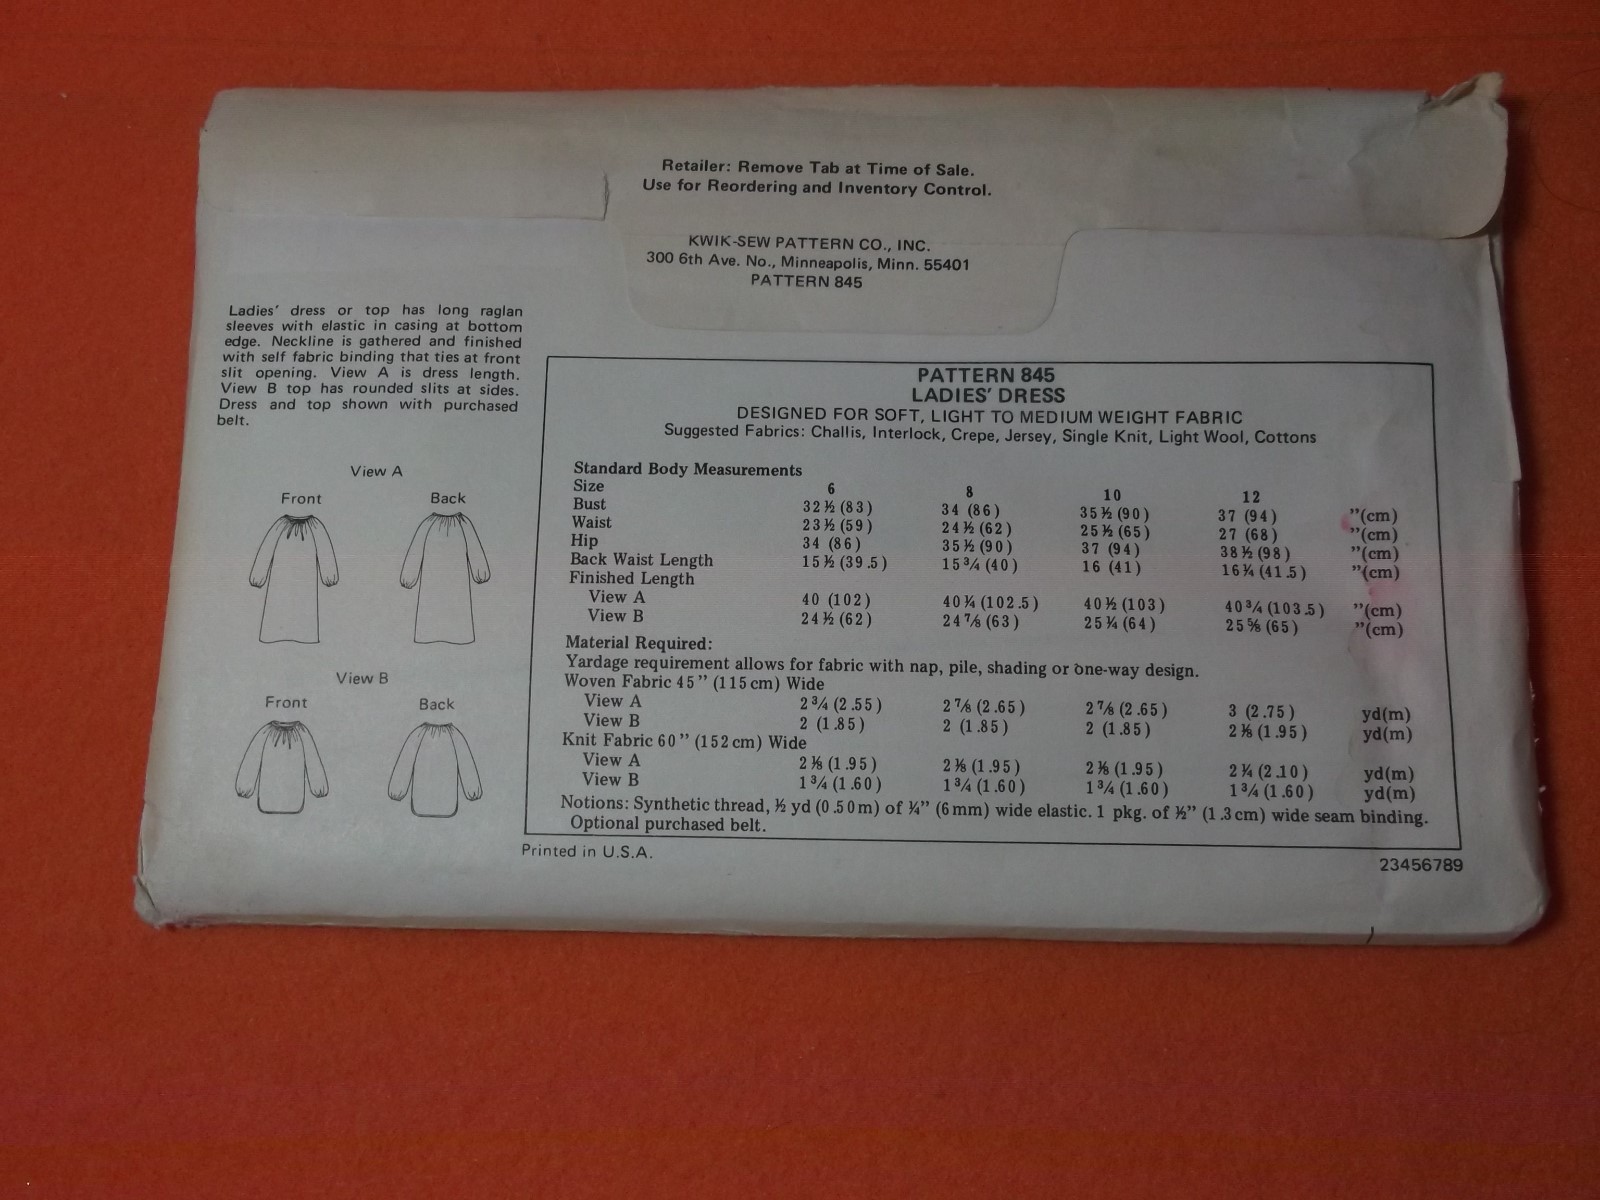 Retailer: Remove Tab at Time of Sale.
Use for Reordering and Inventory Control.
KWIK-SEW PATTERN CO., INC.
300 6th Ave. No., Minneapolis, Minn. 55401
PATTERN 845
Ladies' dress or top has long raglan
sleeves with elastic in casing at bottom
edge. Neckline is gathered and finished
with self fabric binding that ties at front
slit opening. View A is dress length.
View B top has rounded slits at sides.
Dress and top shown with purchased
belt.
View A
Front Back
View B
Front Back
PATTERN 845
LADIES' DRESS
DESIGNED FOR SOFT, LIGHT TO MEDIUM WEIGHT FABRIC
Suggested Fabrics: Challis, Interlock, Crepe, Jersey, Single Knit, Light Wool, Cottons
Standard Body Measurements
Size 6 8 10 12
Bust 32½ (83) 34 (86) 35½ (90) 37 (94) ”(cm)
Waist 23½ (59) 24½ (62) 25½ (65) 27 (68) ”(cm)
Hip 34 (86) 35½ (90) 37 (94) 38½ (98) ”(cm)
Back Waist Length 15½ (39.5) 15¾ (40) 16 (41) 16¼ (41.5) ”(cm)
Finished Length
View A 40 (102) 40¼ (102.5) 40½ (103) 40¾ (103.5) ”(cm)
View B 24½ (62) 24⅞ (63) 25¼ (64) 25⅝ (65) ”(cm)
Material Required:
Yardage requirement allows for fabric with nap, pile, shading or one-way design.
Woven Fabric 45” (115cm) Wide
View A 2¾ (2.55) 2⅞ (2.65) 2⅞ (2.65) 3 (2.75) yd(m)
View B 2 (1.85) 2 (1.85) 2 (1.85) 2⅛ (1.95) yd(m)
Knit Fabric 60” (152cm) Wide
View A 2⅛ (1.95) 2⅛ (1.95) 2⅛ (1.95) 2¼ (2.10) yd(m)
View B 1¾ (1.60) 1¾ (1.60) 1¾ (1.60) 1¾ (1.60) yd(m)
Notions: Synthetic thread, ½ yd (0.50m) of ¼” (6mm) wide elastic. 1 pkg. of ½” (1.3cm) wide seam binding.
Optional purchased belt.
Printed in U.S.A.
23456789